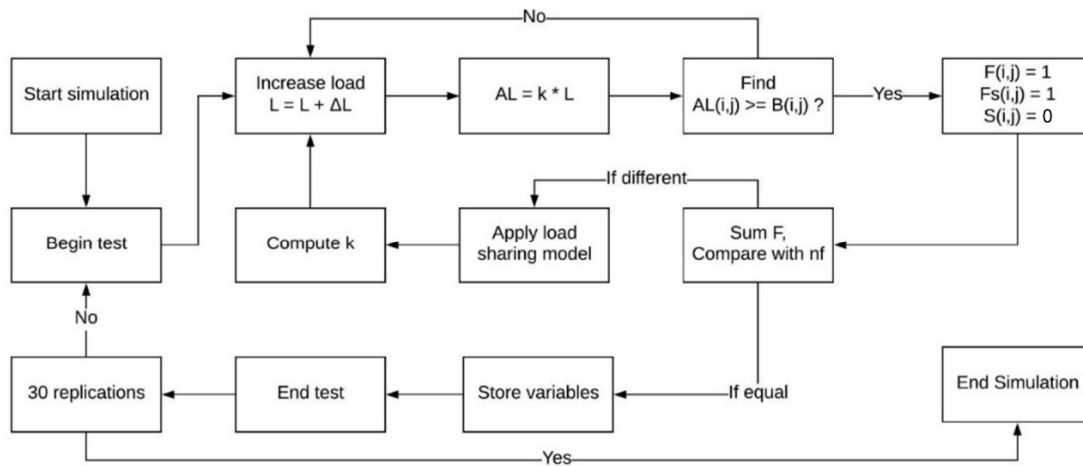 No
Start simulation
Increase load
L = L + ΔL
AL = k * L
Find
AL(i,j) >= B(i,j) ?
Yes
F(i,j) = 1
Fs(i,j) = 1
S(i,j) = 0
If different
Begin test
Compute k
Apply load
sharing model
Sum F,
Compare with nf
No
30 replications
End test
Store variables
If equal
End Simulation
Yes